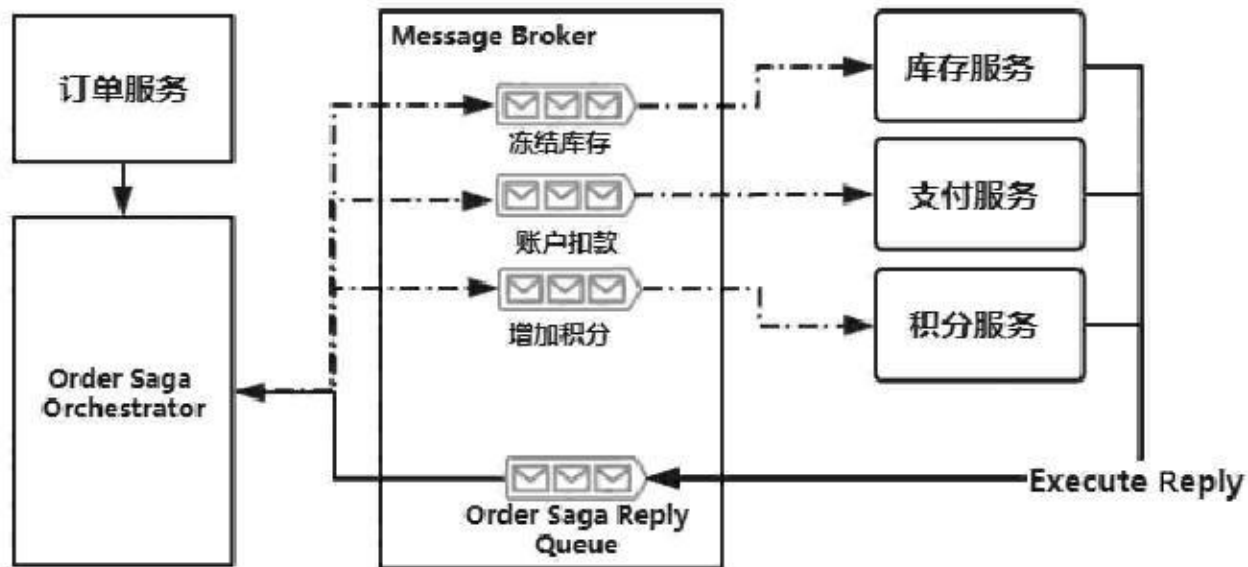 订单服务
Order Saga
Orchestrator
Message Broker
冻结库存
账户扣款
增加积分
Order Saga Reply
Queue
库存服务
支付服务
积分服务
Execute Reply